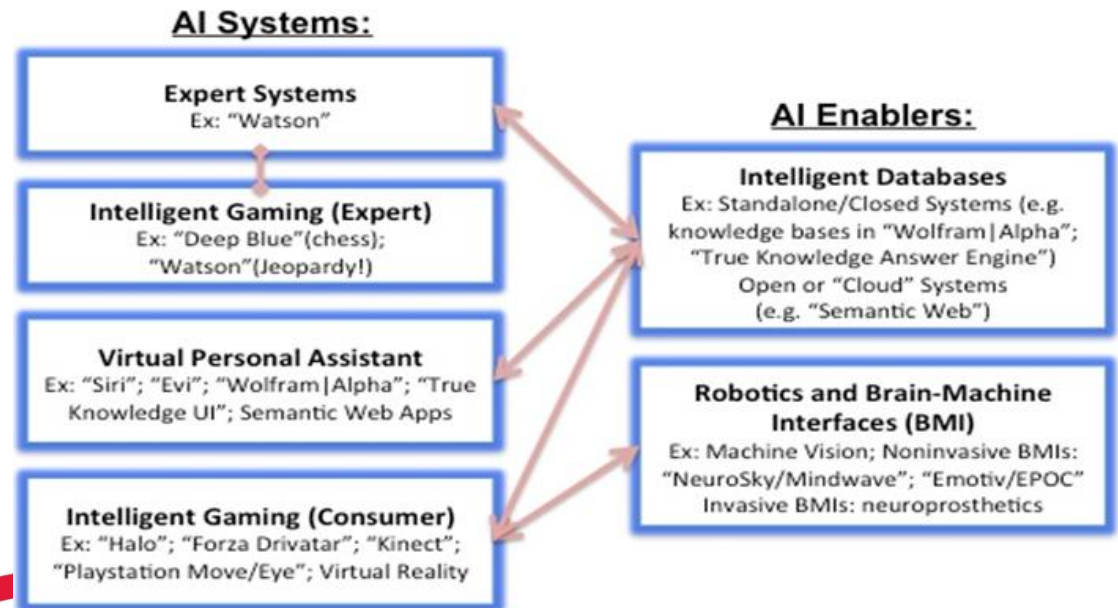 AI Systems:
Expert Systems
Ex: “Watson”
Intelligent Gaming (Expert)
Ex: “Deep Blue”(chess);
“Watson”(Jeopardy!)
Virtual Personal Assistant
Ex: “Siri”; “Evi”; “Wolfram|Alpha”; “True
Knowledge UI”; Semantic Web Apps
Intelligent Gaming (Consumer)
Ex: “Halo”; “Forza Drivatar”; “Kinect”;
“Playstation Move/Eye”; Virtual Reality
AI Enablers:
Intelligent Databases
Ex: Standalone/Closed Systems (e.g.
knowledge bases in “Wolfram|Alpha”;
“True Knowledge Answer Engine”)
Open or “Cloud” Systems
(e.g. “Semantic Web”)
Robotics and Brain-Machine
Interfaces (BMI)
Ex: Machine Vision; Noninvasive BMIs:
“NeuroSky/Mindwave”; “Emotiv/EPOC”
Invasive BMIs: neuroprosthetics